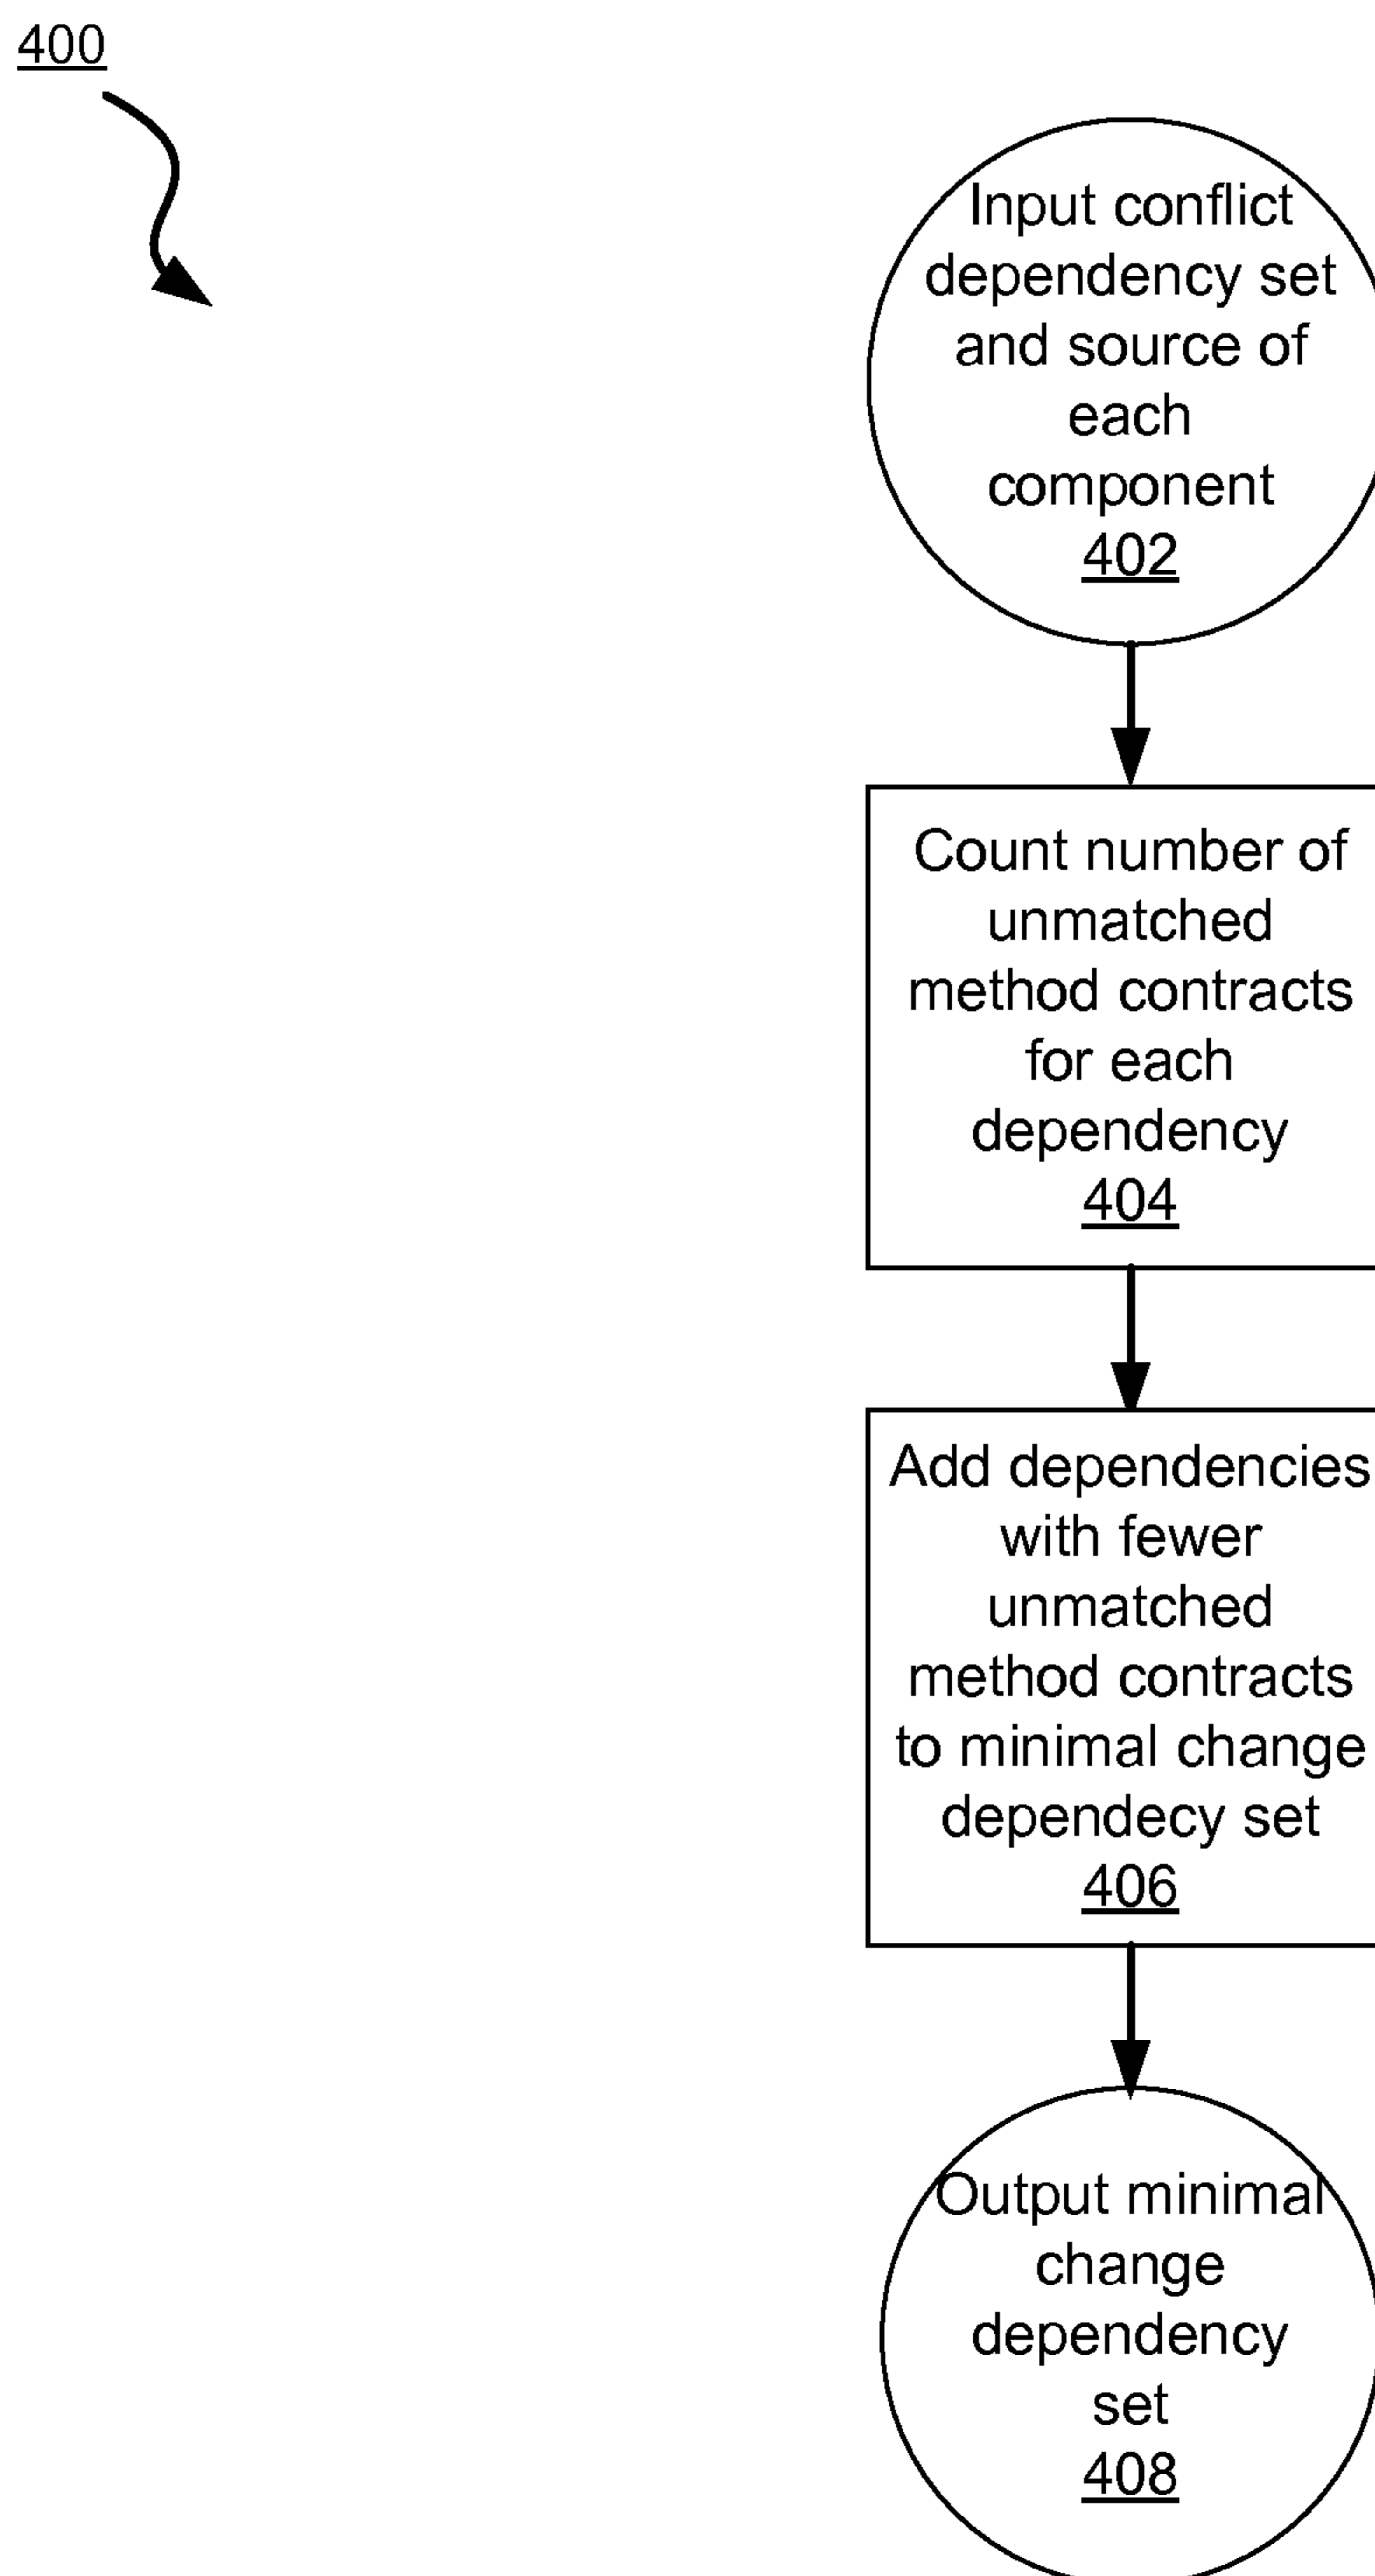 400
Input conflict
dependency set
and source of
each
component
402
Count number of
unmatched
method contracts
for each
dependency
404
Add dependencies
with fewer
unmatched
method contracts
to minimal change
dependecy set
406
Output minimal
change
dependency
set
408